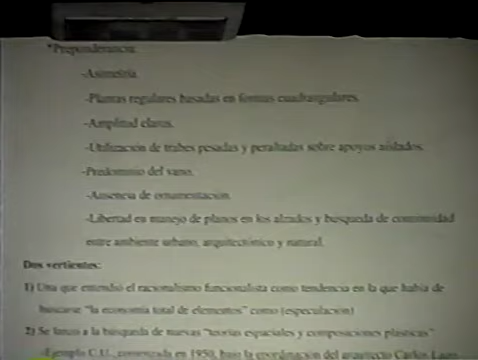 *Preponderancia:
-Asimetría.
-Plantas regulares basadas en formas cuadrangulares.
-Amplitud claros.
-Utilización de trabes pesadas y peraltadas sobre apoyos aislados.
-Predominio del vano.
-Ausencia de ornamentación.
-Libertad en manejo de planos en los alzados y busqueda de continuidad
entre ambiente urbano, arquitectónico y natural.
Dos vertientes:
1) Una que entendió el racionalismo funcionalista como tendencia en la que había de
buscarse "la economía total de elementos" como (especulación)
2) Se lanzó a la búsqueda de nuevas "teorías espaciales y composiciones plásticas"
Ejemplo C.U., comenzada en 1950, bajo la coordinación del arquitecto Carlos Lazo